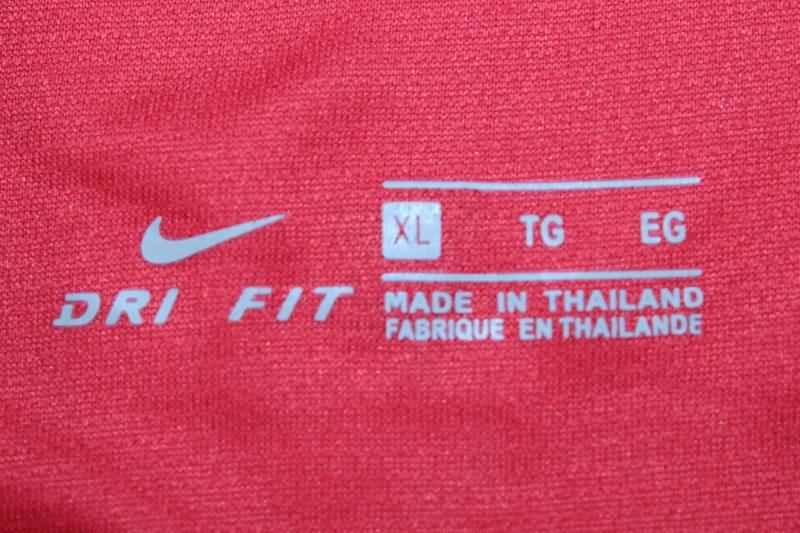 DRI FIT
XL TG EG
MADE IN THAILAND
FABRIQUE EN THAILANDE